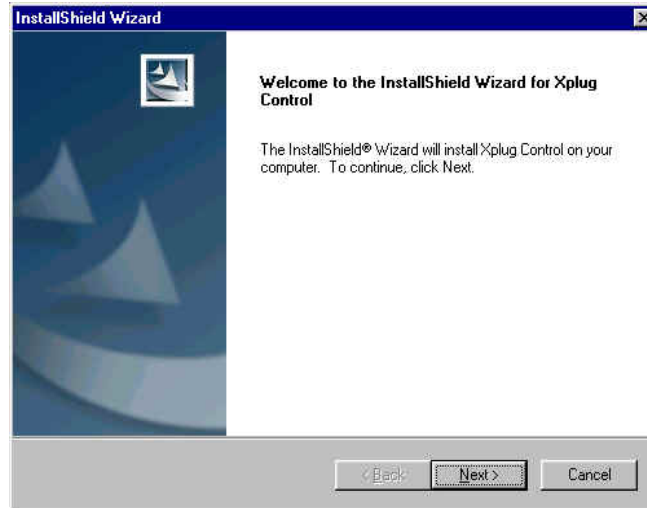 InstallShield Wizard
Welcome to the InstallShield Wizard for Xplug
Control
The InstallShield® Wizard will install Xplug Control on your
computer. To continue, click Next.
< Back
Next >
Cancel